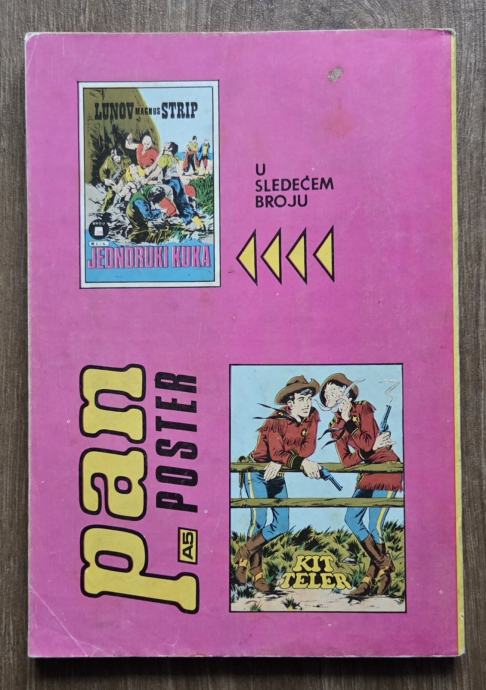 LUNOV MAGNUS STRIP
JEDNORUKI KUKA
U
SLEDEĆEM
BROJU
pan
A5 POSTER
KIT
TELER